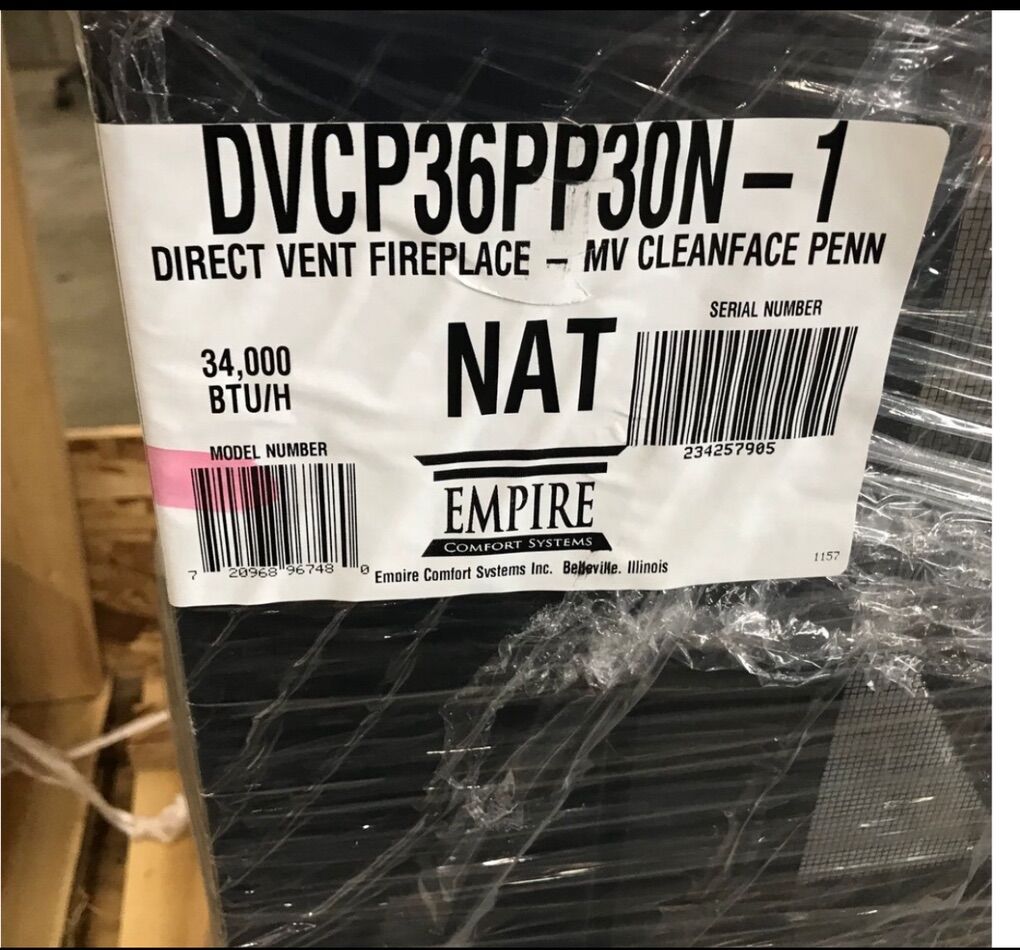 DVCP36PP30N-1
DIRECT VENT FIREPLACE - MV CLEANFACE PENN
SERIAL NUMBER
34,000
BTU/H
NAT
234257905
MODEL NUMBER
EMPIRE
COMFORT SYSTEMS
7 20968 96748 0
Empire Comfort Systems Inc. Belleville. Illinois
1157